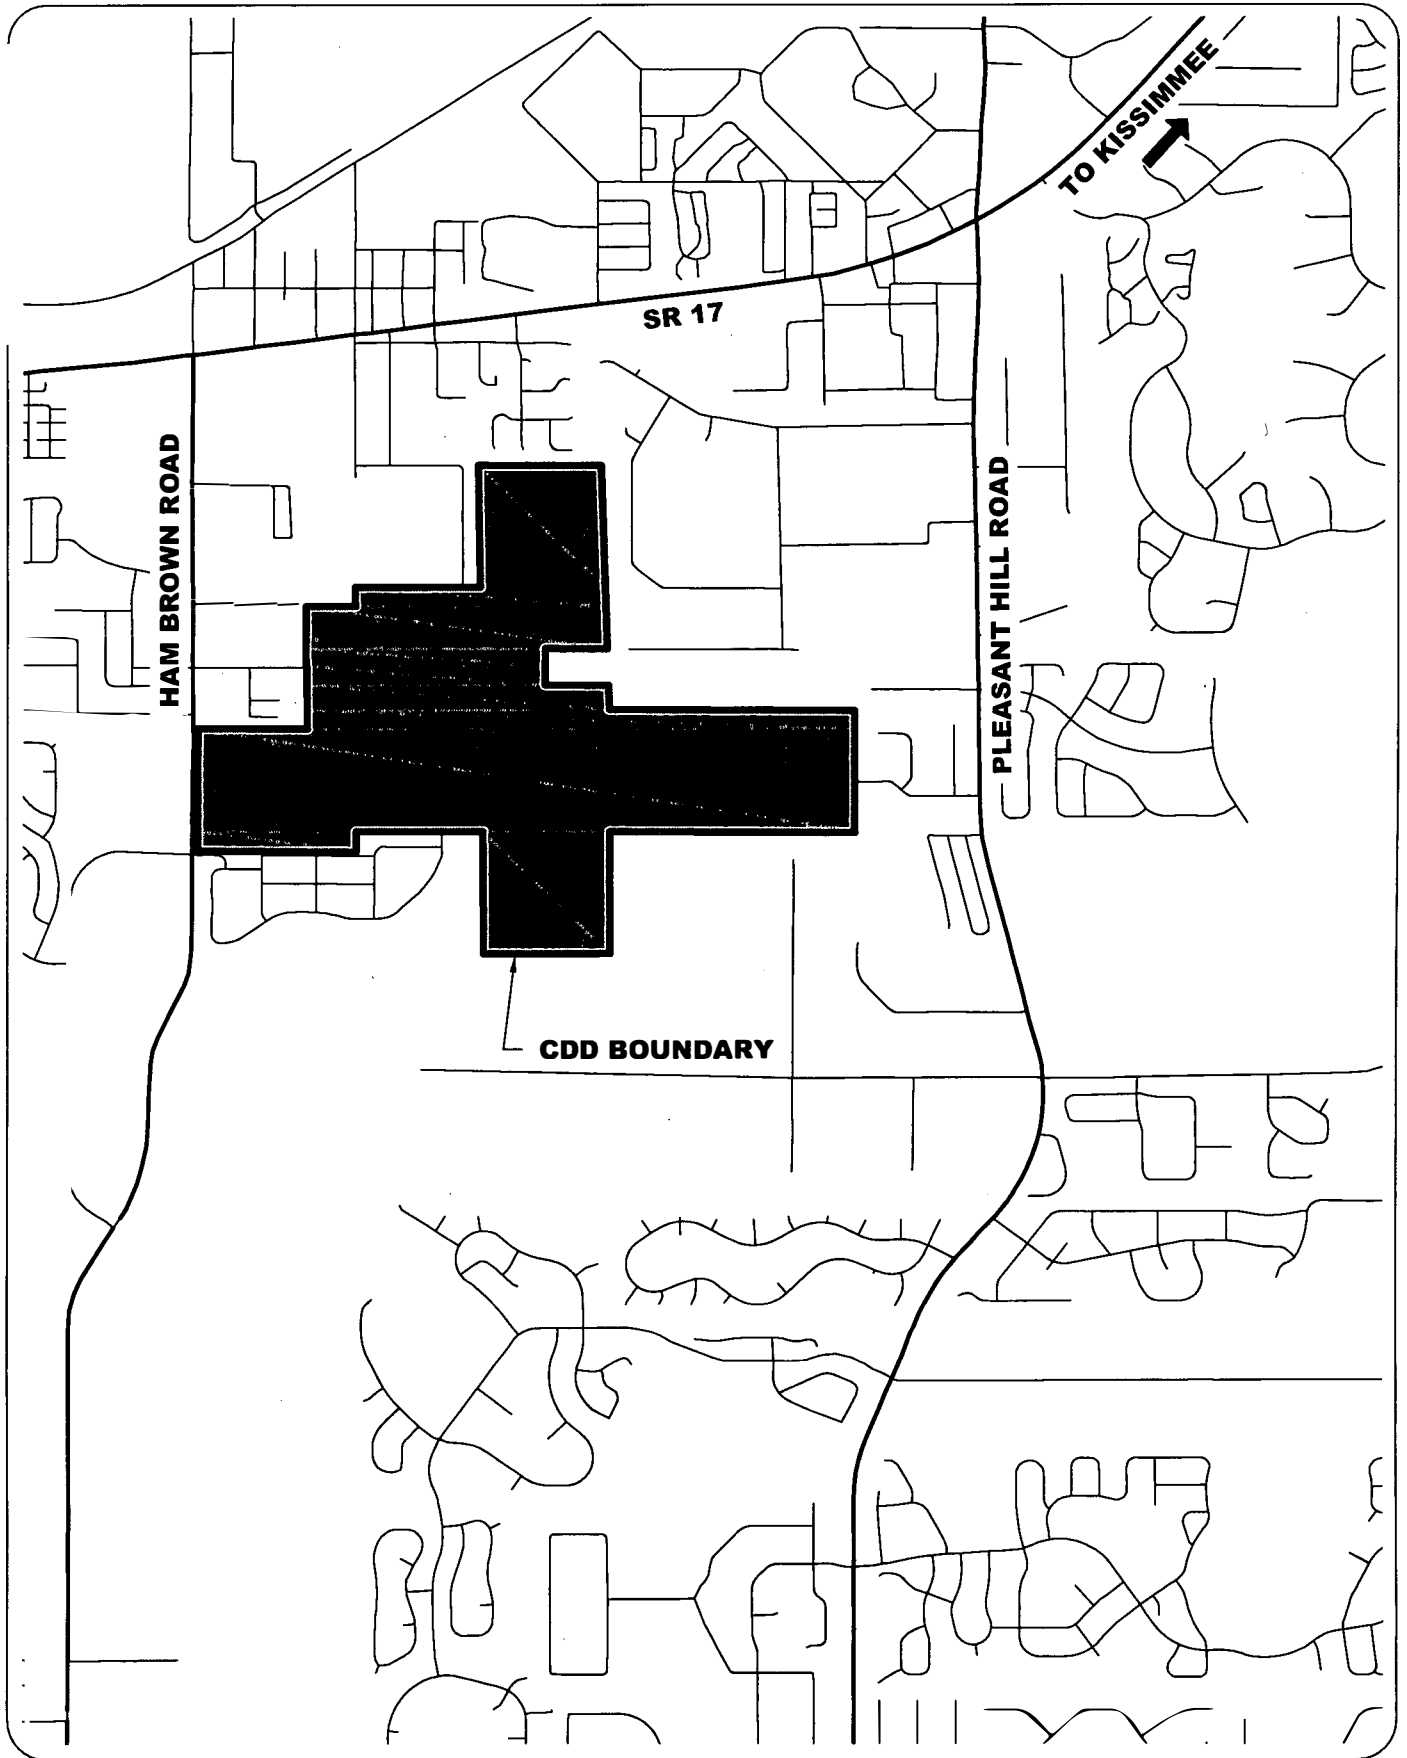 TO KISSIMMEE
SR 17
HAM BROWN ROAD
PLEASANT HILL ROAD
CDD BOUNDARY